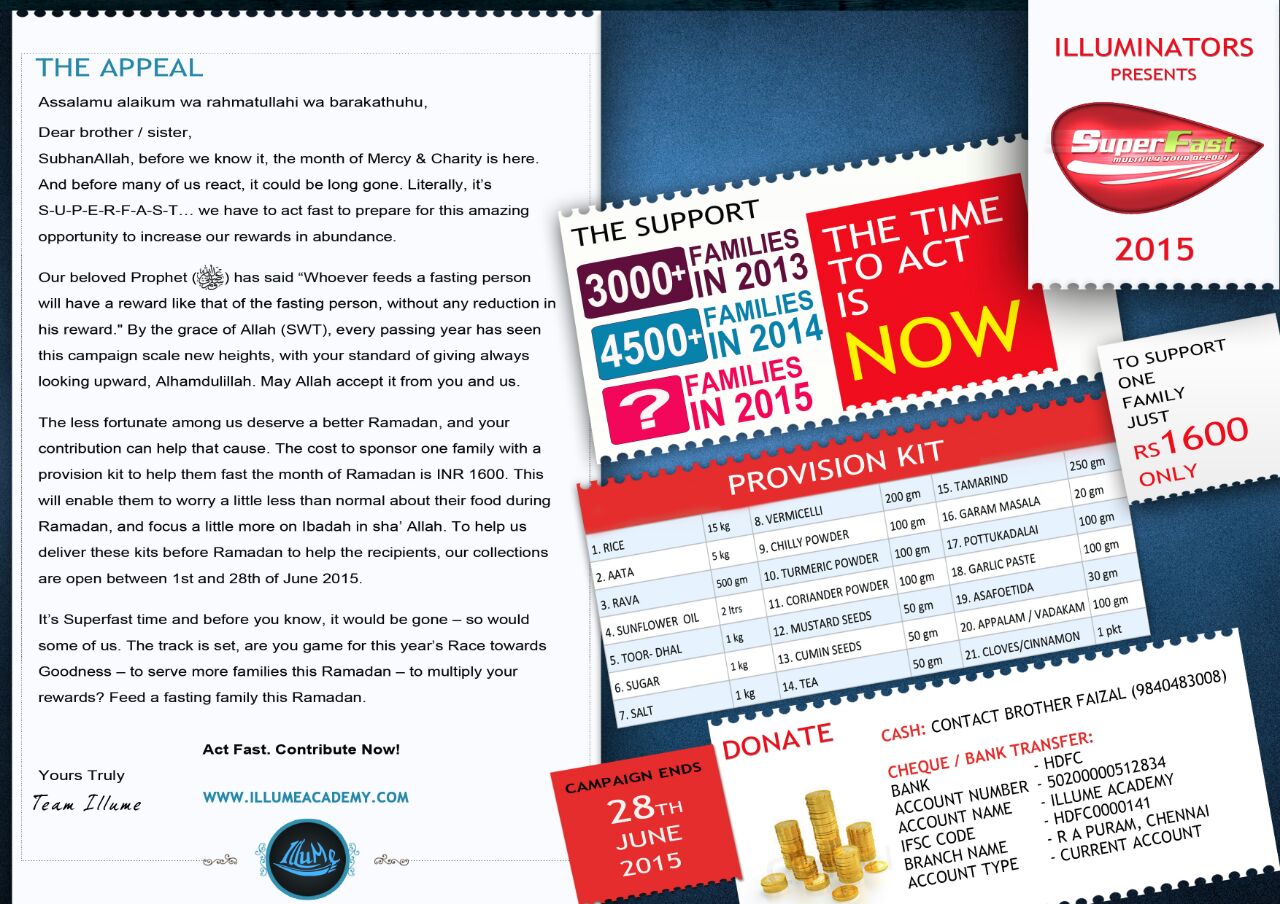 THE APPEAL
Assalamu alaikum wa rahmatullahi wa barakathuhu,
Dear brother / sister,
SubhanAllah, before we know it, the month of Mercy & Charity is here.
And before many of us react, it could be long gone. Literally, it's
S-U-P-E-R-F-A-S-T… we have to act fast to prepare for this amazing
opportunity to increase our rewards in abundance.
Our beloved Prophet (ﷺ) has said “Whoever feeds a fasting person
will have a reward like that of the fasting person, without any reduction in
his reward." By the grace of Allah (SWT), every passing year has seen
this campaign scale new heights, with your standard of giving always
looking upward, Alhamdulillah. May Allah accept it from you and us.
The less fortunate among us deserve a better Ramadan, and your
contribution can help that cause. The cost to sponsor one family with a
provision kit to help them fast the month of Ramadan is INR 1600. This
will enable them to worry a little less than normal about their food during
Ramadan, and focus a little more on Ibadah in sha' Allah. To help us
deliver these kits before Ramadan to help the recipients, our collections
are open between 1st and 28th of June 2015.
It's Superfast time and before you know, it would be gone – so would
some of us. The track is set, are you game for this year's Race towards
Goodness – to serve more families this Ramadan – to multiply your
rewards? Feed a fasting family this Ramadan.
Act Fast. Contribute Now!
Yours Truly
Team Illume
WWW.ILLUMEACADEMY.COM
IlluMe
ILLUMINATORS
PRESENTS
SuperFast
MULTIPLY YOUR DEEDS!
2015
THE SUPPORT
3000+ FAMILIES IN 2013
4500+ FAMILIES IN 2014
? FAMILIES IN 2015
THE TIME
TO ACT
IS
NOW
TO SUPPORT
ONE
FAMILY
JUST
RS1600
ONLY
PROVISION KIT
1. RICE 15 kg
2. AATA 5 kg
3. RAVA 500 gm
4. SUNFLOWER OIL 2 ltrs
5. TOOR- DHAL 1 kg
6. SUGAR 1 kg
7. SALT 1 kg
8. VERMICELLI 200 gm
9. CHILLY POWDER 100 gm
10. TURMERIC POWDER 100 gm
11. CORIANDER POWDER 100 gm
12. MUSTARD SEEDS 50 gm
13. CUMIN SEEDS 50 gm
14. TEA 50 gm
15. TAMARIND 250 gm
16. GARAM MASALA 20 gm
17. POTTUKADALAI 100 gm
18. GARLIC PASTE 100 gm
19. ASAFOETIDA 30 gm
20. APPALAM / VADAKAM 100 gm
21. CLOVES/CINNAMON 1 pkt
CAMPAIGN ENDS
28TH
JUNE
2015
DONATE
CASH: CONTACT BROTHER FAIZAL (9840483008)
CHEQUE / BANK TRANSFER:
BANK - HDFC
ACCOUNT NUMBER - 50200000512834
ACCOUNT NAME - ILLUME ACADEMY
IFSC CODE - HDFC0000141
BRANCH NAME - R A PURAM, CHENNAI
ACCOUNT TYPE - CURRENT ACCOUNT